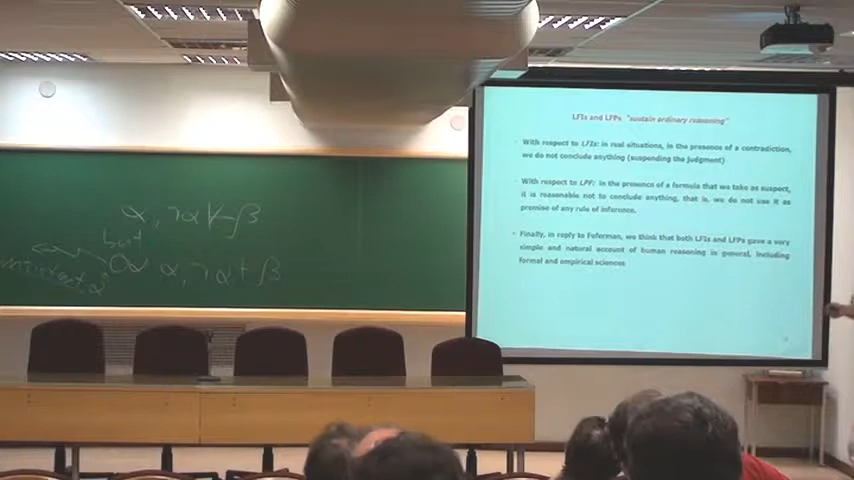 α, ¬α ⊬ β
but
○α, α, ¬α ⊢ β
LFIs and LFPs "sustain ordinary reasoning"
With respect to LFIs: in real situations, in the presence of a contradiction,
we do not conclude anything (suspending the judgment)
With respect to LPF: in the presence of a formula that we take as suspect,
it is reasonable not to conclude anything, that is, we do not use it as
premise of any rule of inference.
• Finally, in reply to Feferman, we think that both LFIs and LFPs gave a very
simple and natural account of human reasoning is general, including
formal and empirical sciences